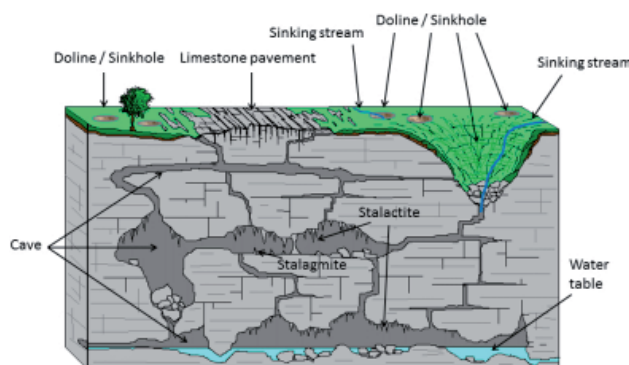 Sinking stream
Doline / Sinkhole
Doline / Sinkhole
Limestone pavement
Sinking stream
Stalactite
Cave
Stalagmite
Water
table